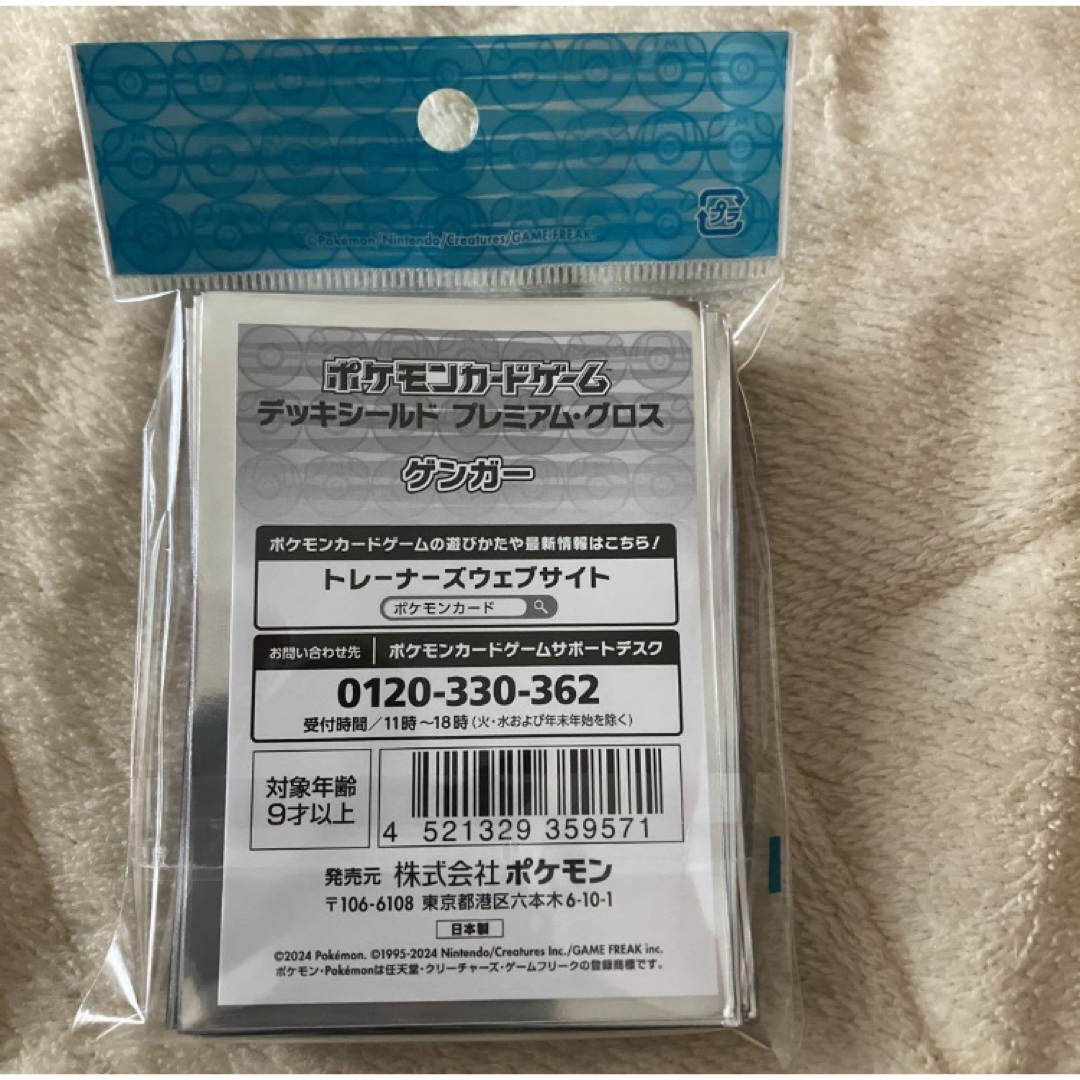 プラ
©Pokémon/Nintendo/Creatures/GAME FREAK
ポケモンカードゲーム
デッキシールド プレミアム・グロス
ゲンガー
ポケモンカードゲームの遊びかたや最新情報はこちら!
トレーナーズウェブサイト
ポケモンカード
お問い合わせ先 ポケモンカードゲームサポートデスク
0120-330-362
受付時間/11時~18時(火・水および年末年始を除く)
対象年齢
9才以上
4 521329 359571
発売元 株式会社 ポケモン
〒106-6108 東京都港区六本木6-10-1
日本製
©2024 Pokémon. ©1995-2024 Nintendo/Creatures Inc./GAME FREAK inc.
ポケモン・Pokémonは任天堂・クリーチャーズ・ゲームフリークの登録商標です。